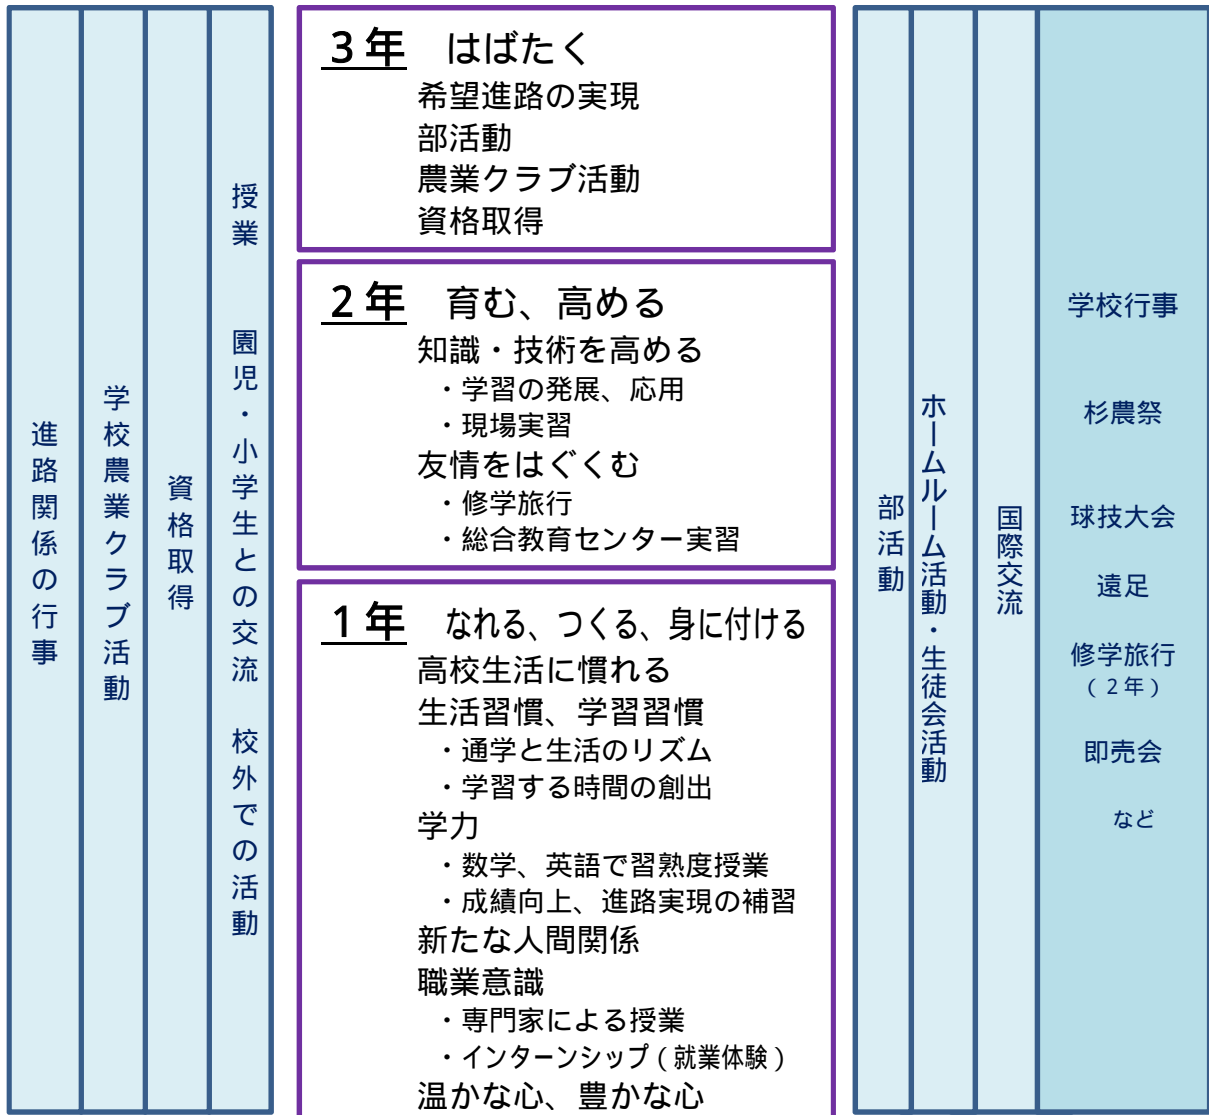 進路関係の行事
学校農業クラブ活動
資格取得
授業　園児・小学生との交流　校外での活動
３年　はばたく
希望進路の実現
部活動
農業クラブ活動
資格取得
２年　育む、高める
知識・技術を高める
・学習の発展、応用
・現場実習
友情をはぐくむ
・修学旅行
・総合教育センター実習
１年　なれる、つくる、身に付ける
高校生活に慣れる
生活習慣、学習習慣
・通学と生活のリズム
・学習する時間の創出
学力
・数学、英語で習熟度授業
・成績向上、進路実現の補習
新たな人間関係
職業意識
・専門家による授業
・インターンシップ（就業体験）
温かな心、豊かな心
部活動
ホームルーム活動・生徒会活動
国際交流
学校行事
杉農祭
球技大会
遠足
修学旅行
（２年）
即売会
など